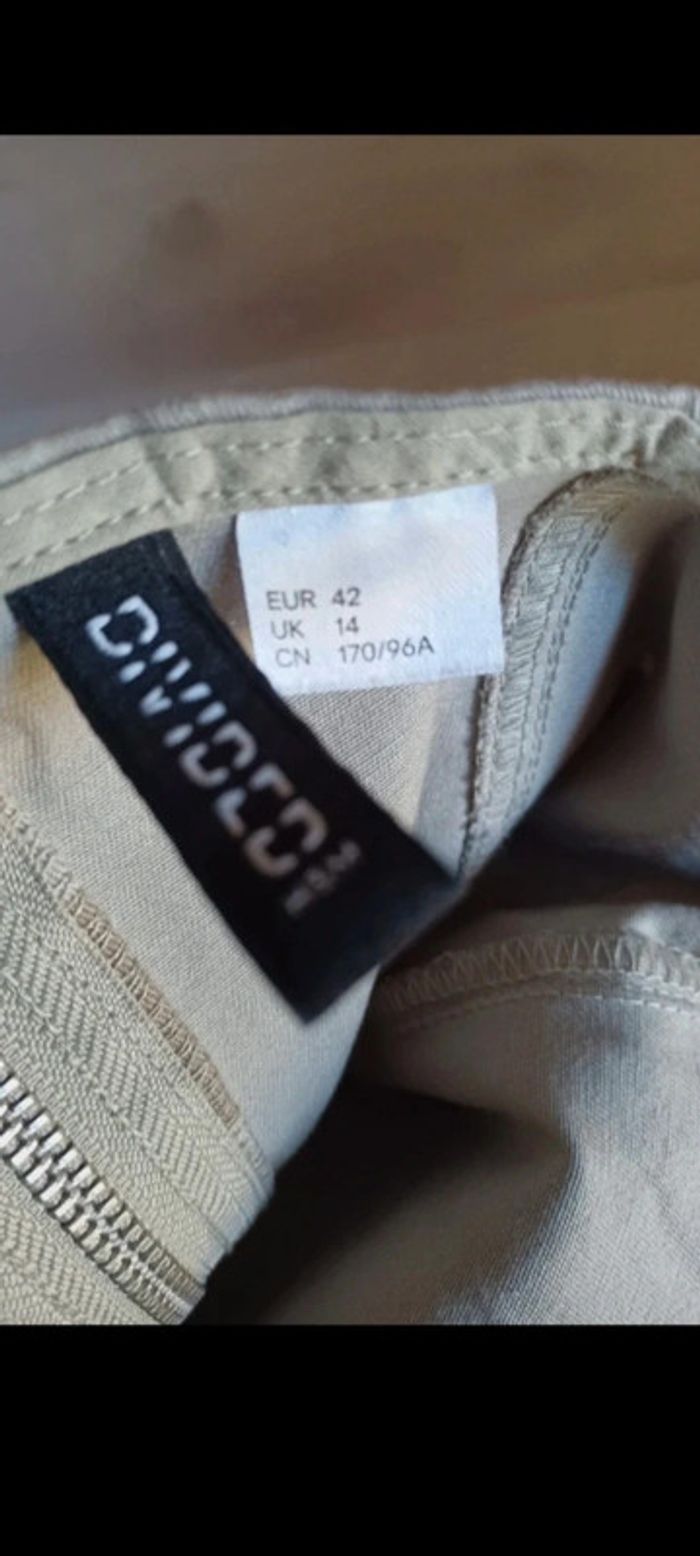 EUR 42
UK 14
CN 170/96A
DIVIDED
H&M